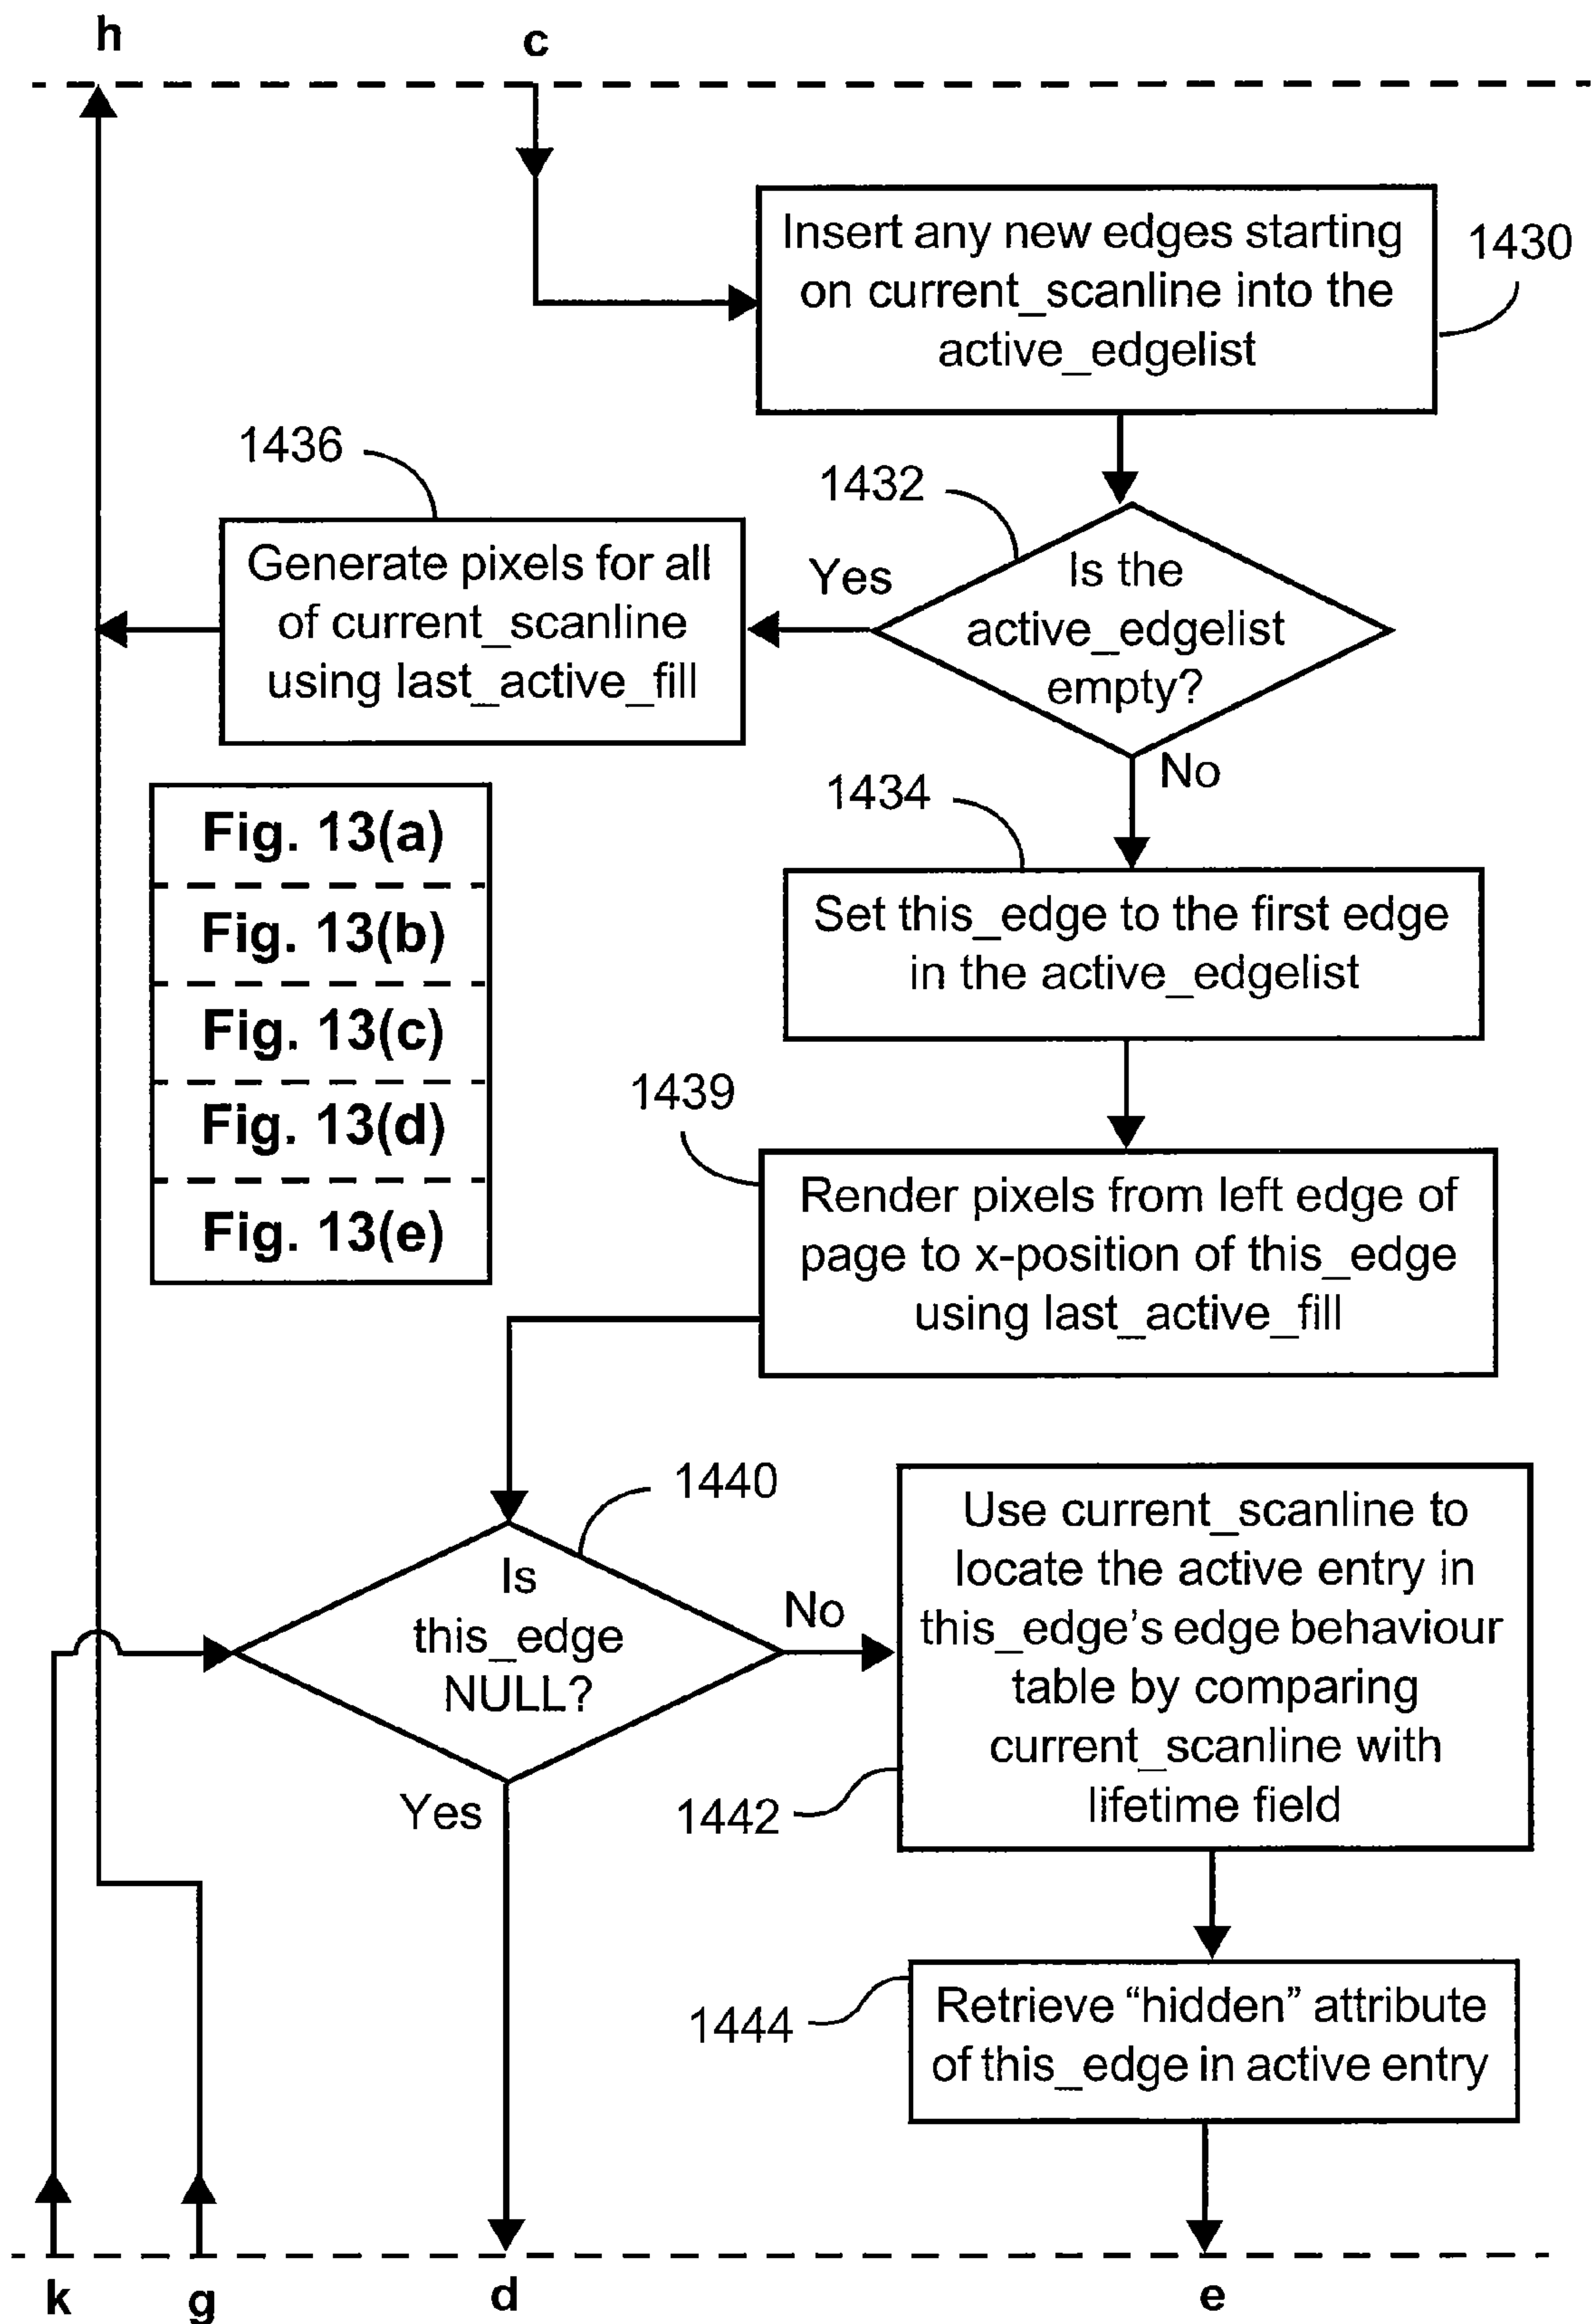 h
c
Insert any new edges starting
on current_scanline into the
active_edgelist
1430
1436
1432
Generate pixels for all
of current_scanline
using last_active_fill
Yes
Is the
active_edgelist
empty?
No
1434
Fig. 13(a)
Fig. 13(b)
Fig. 13(c)
Fig. 13(d)
Fig. 13(e)
Set this_edge to the first edge
in the active_edgelist
1439
Render pixels from left edge of
page to x-position of this_edge
using last_active_fill
1440
Is
this_edge
NULL?
No
Yes
Use current_scanline to
locate the active entry in
this_edge's edge behaviour
table by comparing
current_scanline with
lifetime field
1442
1444
Retrieve “hidden” attribute
of this_edge in active entry
k
g
d
e